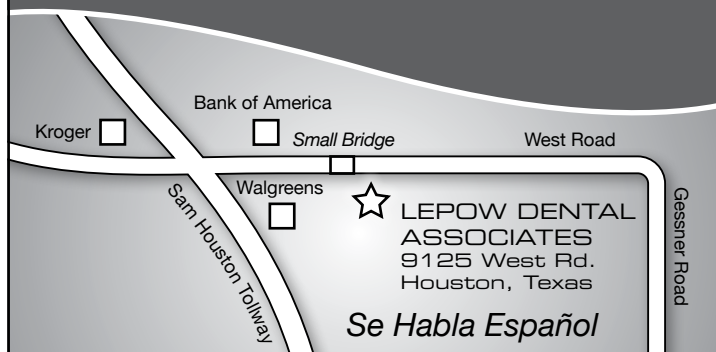 Bank of America
Kroger
Small Bridge
West Road
Walgreens
Sam Houston Tollway
Gessner Road
LEPOW DENTAL
ASSOCIATES
9125 West Rd.
Houston, Texas
Se Habla Español